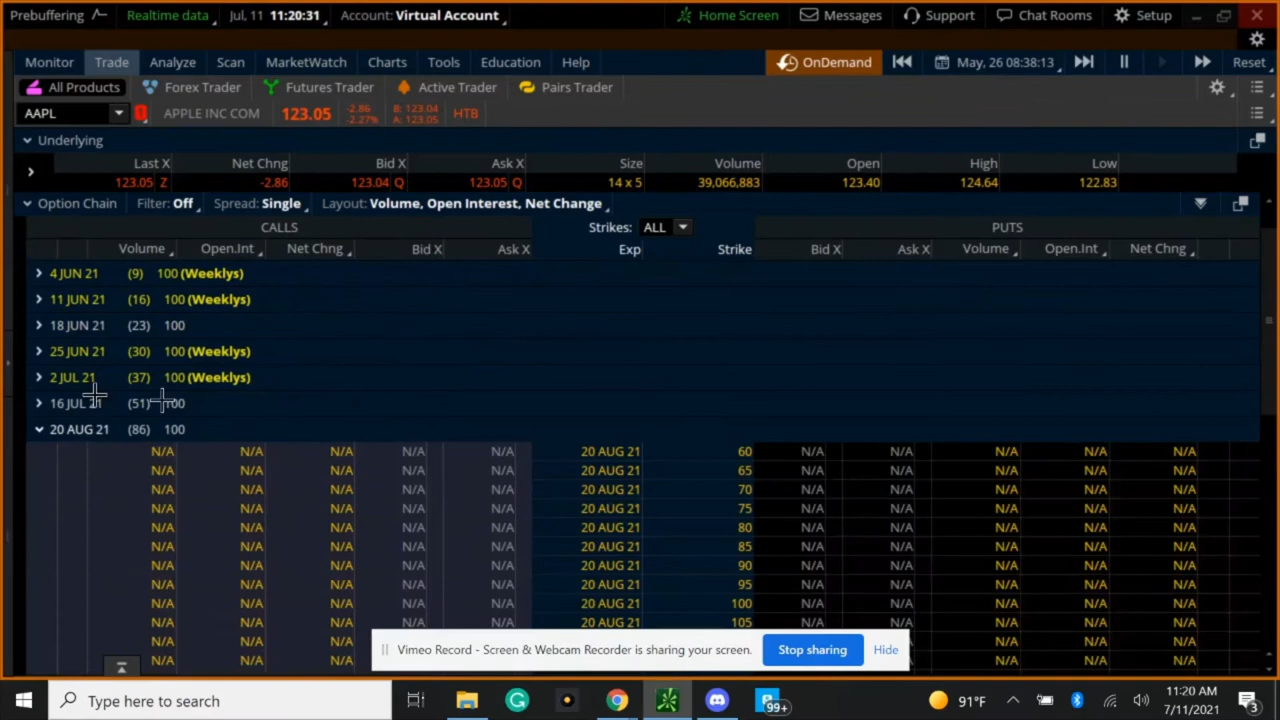 Prebuffering Realtime data Jul, 11 11:20:31 Account: Virtual Account Home Screen Messages Support Chat Rooms Setup
Monitor Trade Analyze Scan MarketWatch Charts Tools Education Help OnDemand May, 26 08:38:13 Reset
All Products Forex Trader Futures Trader Active Trader Pairs Trader
AAPL APPLE INC COM 123.05 -2.86 -2.27% B: 123.04 A: 123.05 HTB
Underlying
Last X Net Chng Bid X Ask X Size Volume Open High Low
123.05 Z -2.86 123.04 Q 123.05 Q 14 x 5 39,066,883 123.40 124.64 122.83
Option Chain Filter: Off Spread: Single Layout: Volume, Open Interest, Net Change
CALLS Strikes: ALL PUTS
Volume Open.Int Net Chng Bid X Ask X Exp Strike Bid X Ask X Volume Open.Int Net Chng
4 JUN 21 (9) 100 (Weeklys)
11 JUN 21 (16) 100 (Weeklys)
18 JUN 21 (23) 100
25 JUN 21 (30) 100 (Weeklys)
2 JUL 21 (37) 100 (Weeklys)
16 JUL 21 (51) 100
20 AUG 21 (86) 100
N/A N/A N/A N/A N/A 20 AUG 21 60 N/A N/A N/A N/A N/A
N/A N/A N/A N/A N/A 20 AUG 21 65 N/A N/A N/A N/A N/A
N/A N/A N/A N/A N/A 20 AUG 21 70 N/A N/A N/A N/A N/A
N/A N/A N/A N/A N/A 20 AUG 21 75 N/A N/A N/A N/A N/A
N/A N/A N/A N/A N/A 20 AUG 21 80 N/A N/A N/A N/A N/A
N/A N/A N/A N/A N/A 20 AUG 21 85 N/A N/A N/A N/A N/A
N/A N/A N/A N/A N/A 20 AUG 21 90 N/A N/A N/A N/A N/A
N/A N/A N/A N/A N/A 20 AUG 21 95 N/A N/A N/A N/A N/A
N/A N/A N/A N/A N/A 20 AUG 21 100 N/A N/A N/A N/A N/A
N/A N/A N/A N/A N/A 20 AUG 21 105 N/A N/A N/A N/A N/A
N/A N/A N/A N/A N/A N/A
N/A N/A N/A N/A N/A N/A
Vimeo Record - Screen & Webcam Recorder is sharing your screen. Stop sharing Hide
Type here to search 99+ 91°F 11:20 AM
7/11/2021 3